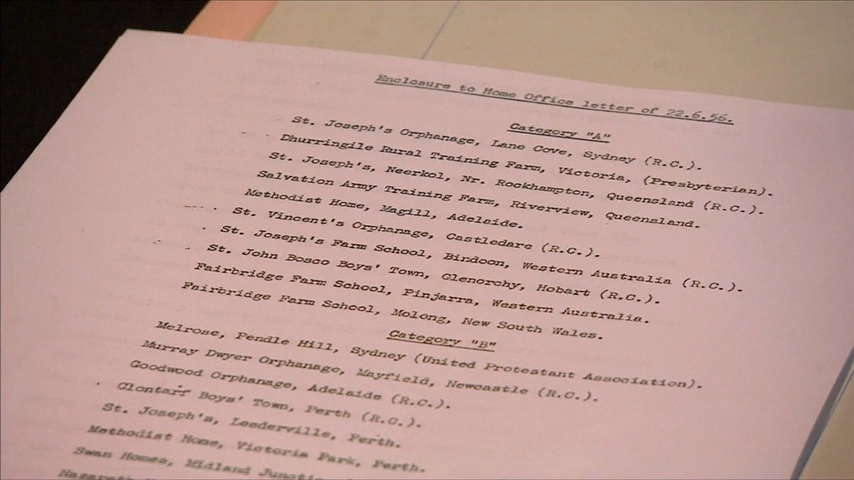 Enclosure to Home Office letter of 22.6.56.
Category "A"
St. Joseph's Orphanage, Lane Cove, Sydney (R.C.).
Dhurringile Rural Training Farm, Victoria, (Presbyterian).
St. Joseph's, Neerkol, Nr. Rockhampton, Queensland (R.C.).
Salvation Army Training Farm, Riverview, Queensland.
Methodist Home, Magill, Adelaide.
St. Vincent's Orphanage, Castledare (R.C.).
St. Joseph's Farm School, Bindoon, Western Australia (R.C.).
St. John Bosco Boys' Town, Glenorchy, Hobart (R.C.).
Fairbridge Farm School, Pinjarra, Western Australia.
Fairbridge Farm School, Molong, New South Wales.
Category "B"
Melrose, Pendle Hill, Sydney (United Protestant Association).
Murray Dwyer Orphanage, Mayfield, Newcastle (R.C.).
Goodwood Orphanage, Adelaide (R.C.).
Clontarf Boys' Town, Perth (R.C.).
St. Joseph's, Leederville, Perth.
Methodist Home, Victoria Park, Perth.
Swan Homes, Midland Junction
Nazareth